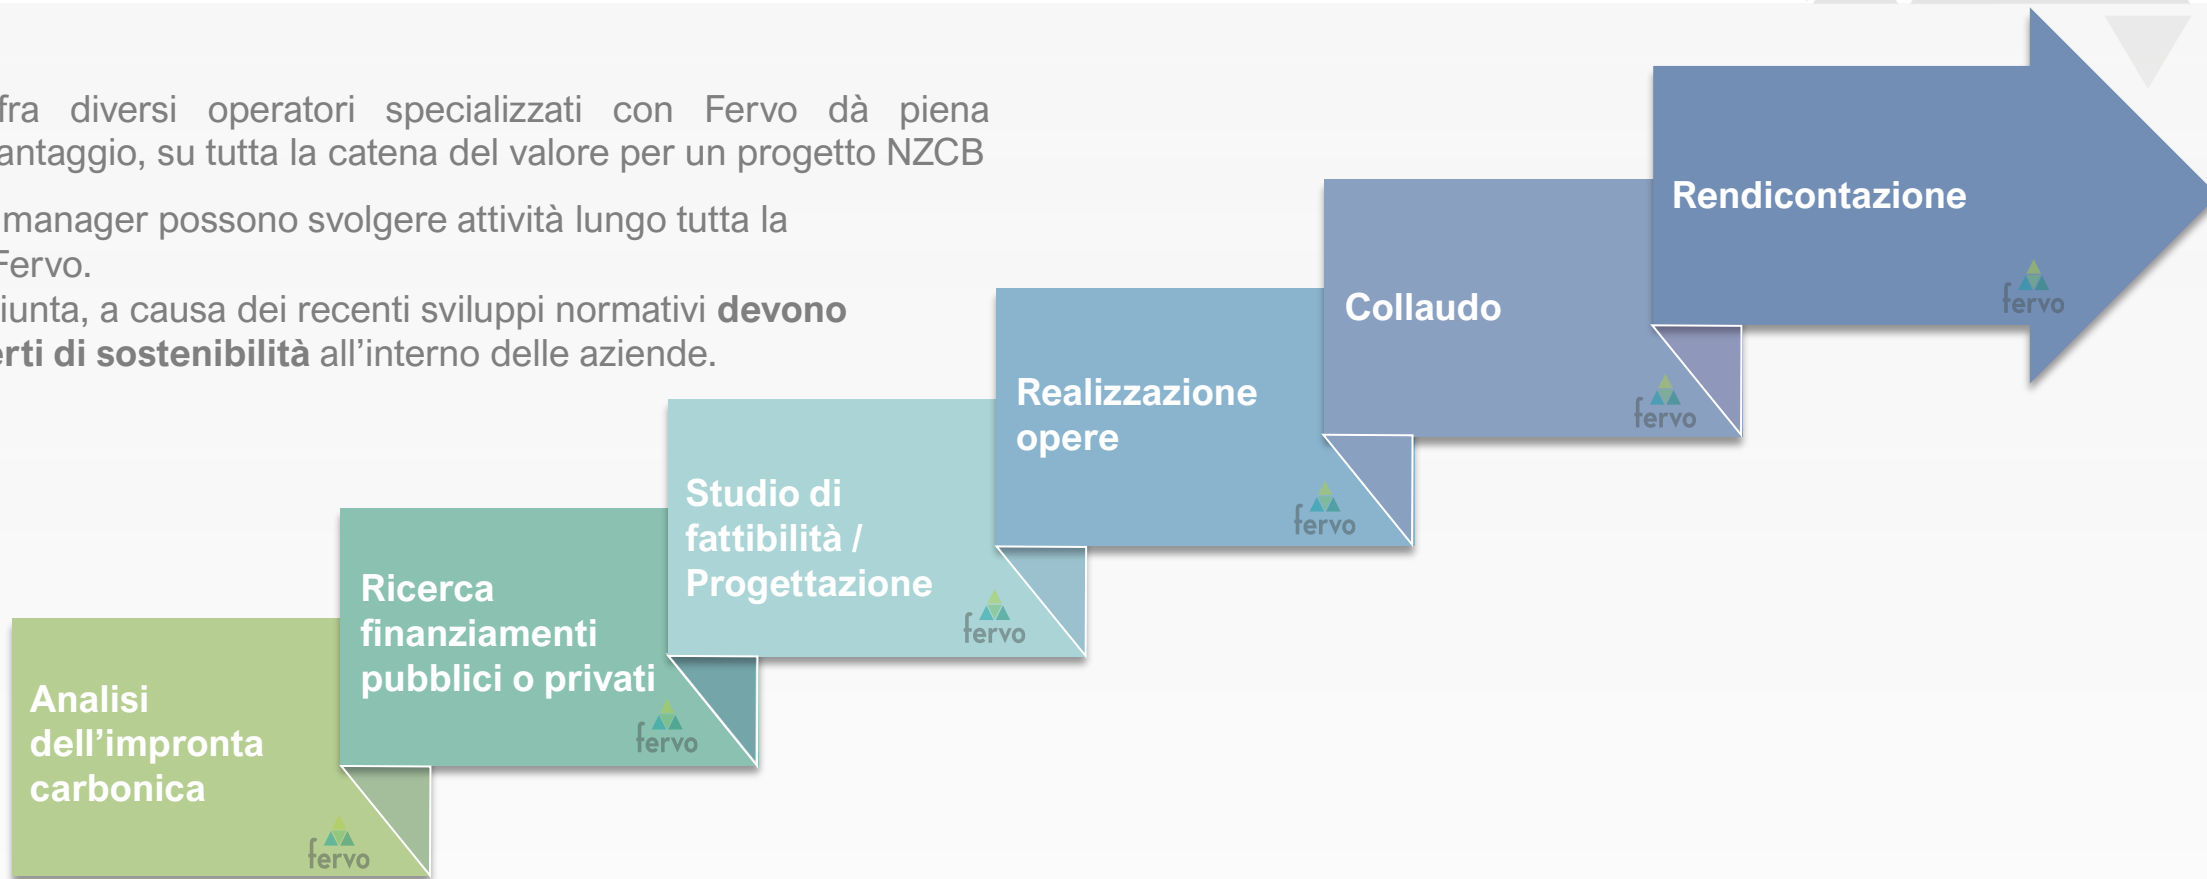 fra diversi operatori specializzati con Fervo dà piena
antaggio, su tutta la catena del valore per un progetto NZCB
manager possono svolgere attività lungo tutta la
Fervo.
iunta, a causa dei recenti sviluppi normativi devono
erti di sostenibilità all’interno delle aziende.
Rendicontazione
fervo
Collaudo
fervo
Realizzazione
opere
fervo
Studio di
fattibilità /
Progettazione
fervo
Ricerca
finanziamenti
pubblici o privati
fervo
Analisi
dell’impronta
carbonica
fervo